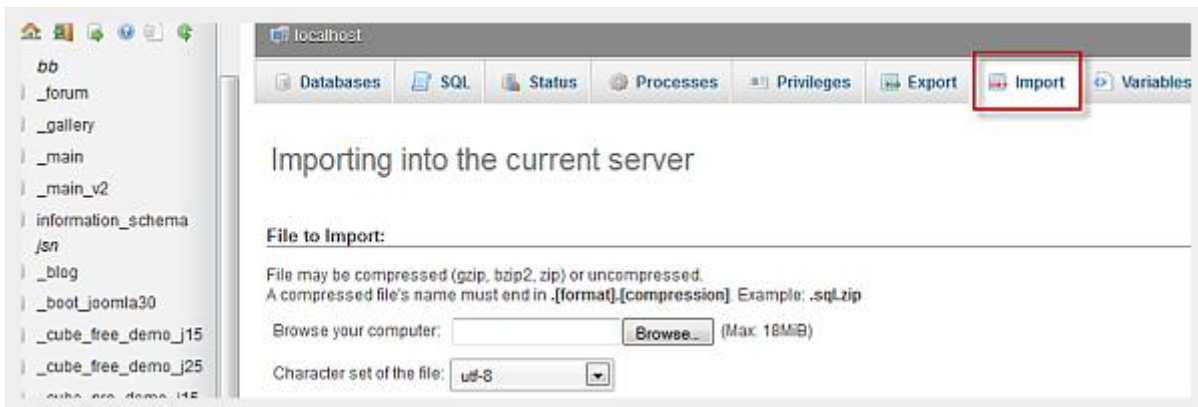 localhost
bb
_forum
_gallery
_main
_main_v2
information_schema
jsn
_blog
_boot_joomla30
_cube_free_demo_j15
_cube_free_demo_j25
Databases SQL Status Processes Privileges Export Import Variables
Importing into the current server
File to Import:
File may be compressed (gzip, bzip2, zip) or uncompressed.
A compressed file's name must end in .[format].[compression]. Example: .sql.zip
Browse your computer: Browse... (Max: 18MiB)
Character set of the file: utf-8